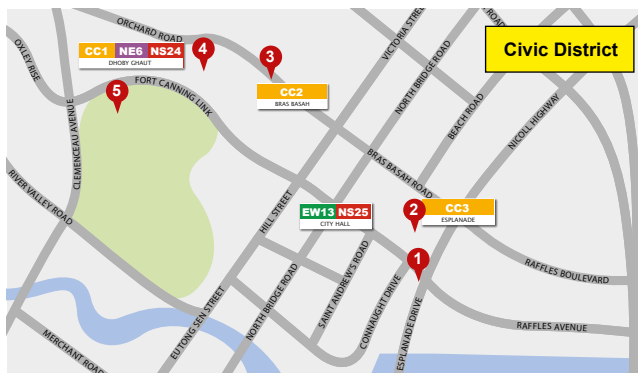 Civic District
ORCHARD ROAD
OXLEY RISE
CC1 NE6 NS24
DHOBY GHAUT
4
3
VICTORIA STREET
NORTH BRIDGE ROAD
CC2
BRAS BASAH
5
FORT CANNING LINK
CLEMENCEAU AVENUE
BEACH ROAD
NICOLL HIGHWAY
BRAS BASAH ROAD
RIVER VALLEY ROAD
HILL STREET
EW13 NS25
CITY HALL
2
CC3
ESPLANADE
1
RAFFLES BOULEVARD
SAINT ANDREW'S ROAD
CONNAUGHT DRIVE
NORTH BRIDGE ROAD
EU TONG SEN STREET
ESPLANADE DRIVE
RAFFLES AVENUE
MERCHANT ROAD